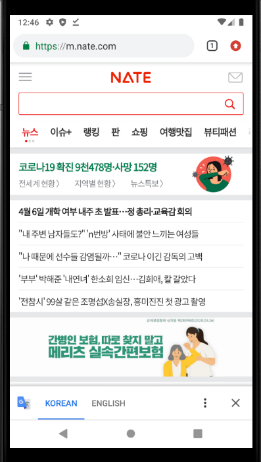 12:46
https://m.nate.com
1
NATE
뉴스 이슈+ 랭킹 판 쇼핑 여행맛집 뷰티패션
코로나19 확진 9천478명·사망 152명
전세계 현황 〉 지역별 현황 〉 뉴스특보 〉
4월 6일 개학 여부 내주 초 발표…정 총리·교육감 회의
"내 주변 남자들도?" 'n번방' 사태에 불안 느끼는 여성들
"나 때문에 선수들 감염될까…" 코로나 이긴 감독의 고백
'부부' 박해준 '내연녀' 한소희 임신…김희애, 칼 갈았다
'전참시' 99살 같은 조명섭X송실장, 흥미진진 첫 광고 촬영
간병인 보험, 따로 찾지 말고
메리츠 실속간편보험
KOREAN ENGLISH